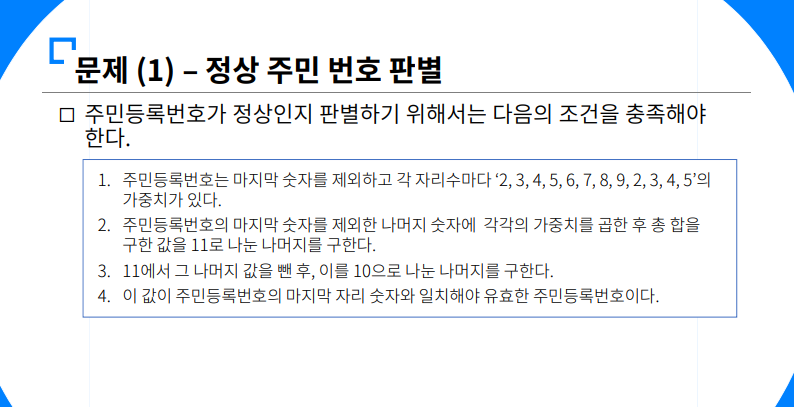 문제 (1) – 정상 주민 번호 판별
□ 주민등록번호가 정상인지 판별하기 위해서는 다음의 조건을 충족해야
한다.
1. 주민등록번호는 마지막 숫자를 제외하고 각 자리수마다 ‘2, 3, 4, 5, 6, 7, 8, 9, 2, 3, 4, 5’의
가중치가 있다.
2. 주민등록번호의 마지막 숫자를 제외한 나머지 숫자에 각각의 가중치를 곱한 후 총 합을
구한 값을 11로 나눈 나머지를 구한다.
3. 11에서 그 나머지 값을 뺀 후, 이를 10으로 나눈 나머지를 구한다.
4. 이 값이 주민등록번호의 마지막 자리 숫자와 일치해야 유효한 주민등록번호이다.